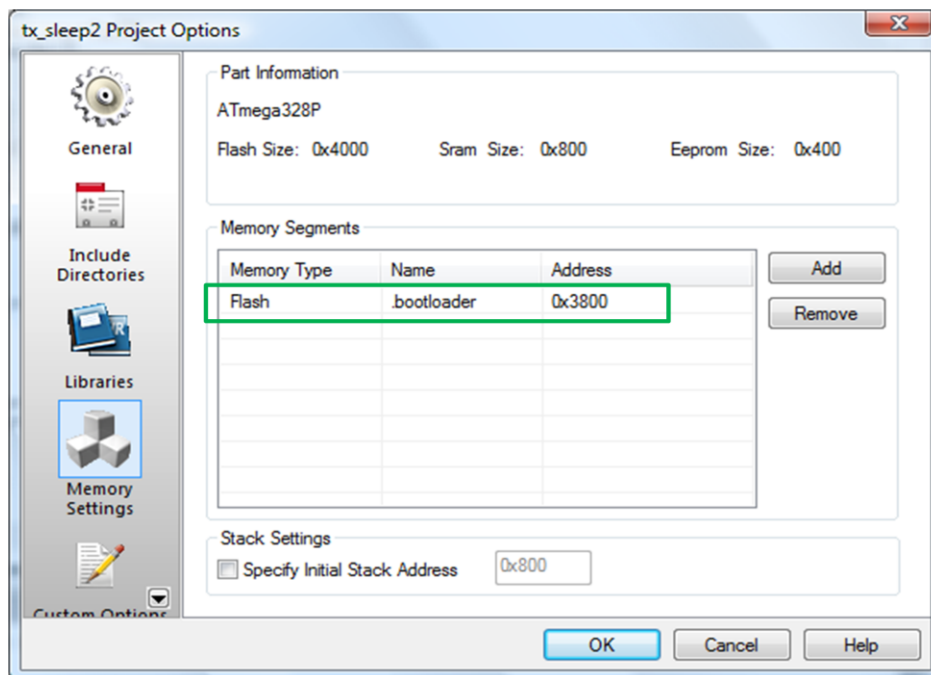 tx_sleep2 Project Options
General
Include
Directories
Libraries
Memory
Settings
Custom Options
Part Information
ATmega328P
Flash Size: 0x4000 Sram Size: 0x800 Eeprom Size: 0x400
Memory Segments
Memory Type Name Address
Flash .bootloader 0x3800
Add
Remove
Stack Settings
Specify Initial Stack Address 0x800
OK Cancel Help